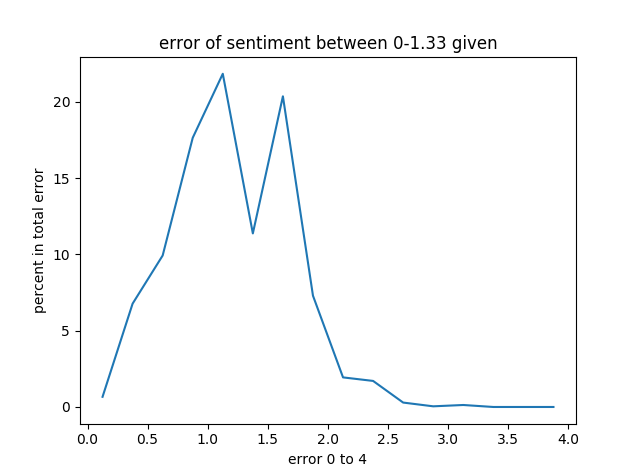 error of sentiment between 0-1.33 given
percent in total error
20
15
10
5
0
0.0 0.5 1.0 1.5 2.0 2.5 3.0 3.5 4.0
error 0 to 4